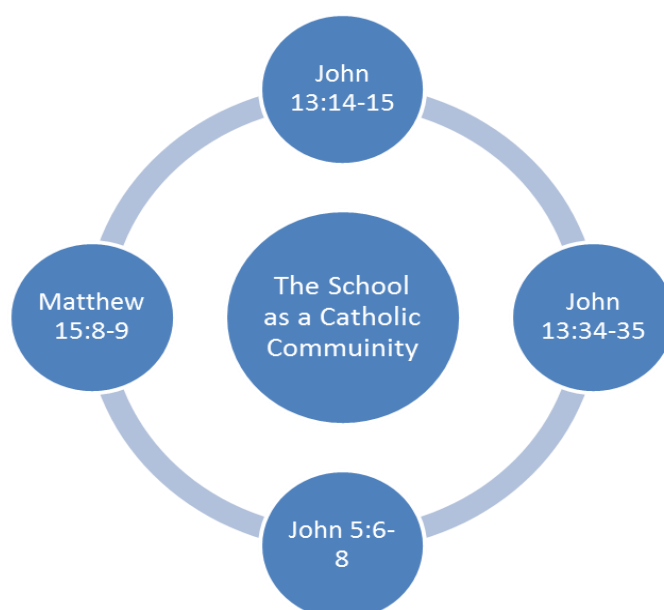 John
13:14-15
Matthew
15:8-9
The School
as a Catholic
Commuinity
John
13:34-35
John 5:6-
8